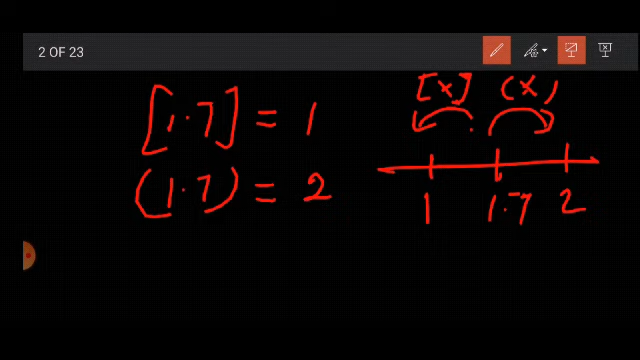 2 OF 23
[1.7] = 1
(1.7) = 2
[x] (x)
1 1.7 2